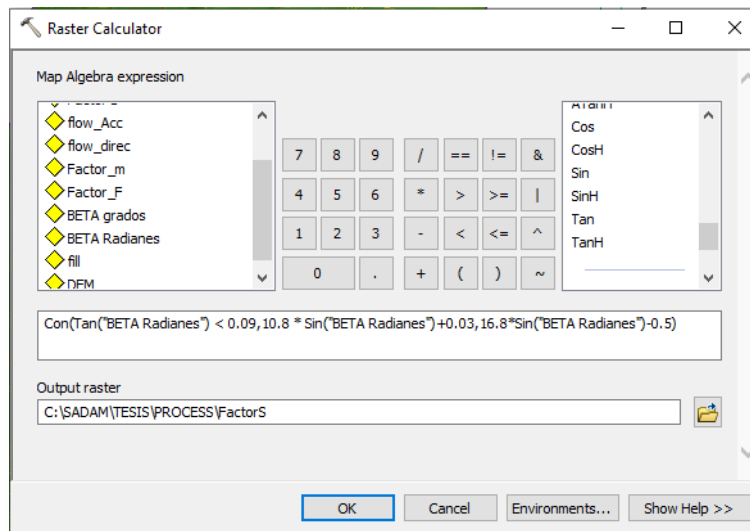 Raster Calculator
Map Algebra expression
flow_Acc
flow_direc
Factor_m
Factor_F
BETA grados
BETA Radianes
fill
DEM
7 8 9 / == != &
4 5 6 * > >= |
1 2 3 - < <= ^
0 . + ( ) ~
ATanH
Cos
CosH
Sin
SinH
Tan
TanH
Con(Tan("BETA Radianes") < 0.09,10.8 * Sin("BETA Radianes")+0.03,16.8*Sin("BETA Radianes")-0.5)
Output raster
C:\SADAM\TESIS\PROCESS\FactorS
OK Cancel Environments... Show Help >>